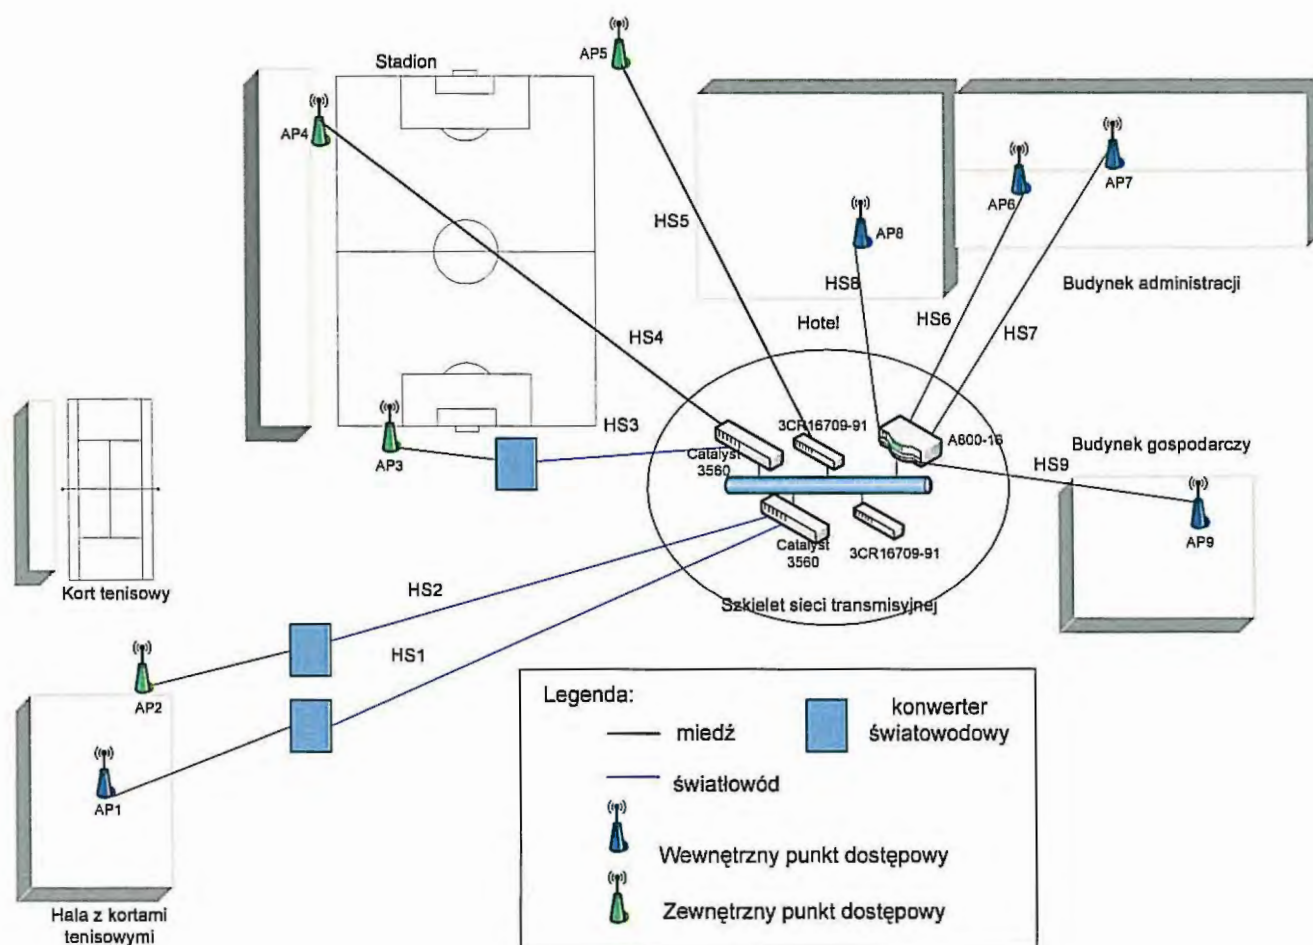 AP5
Stadion
AP4
AP7
AP6
AP8
HS5
HS8
Budynek administracji
HS6
Hotel
HS7
HS4
3CR16709-91
HS3
A600-16
Budynek gospodarczy
AP3
Catalyst
3560
HS9
AP9
Catalyst
3560
3CR16709-91
Kort tenisowy
HS2
Szkielet sieci transmisyjnej
HS1
AP2
Legenda:
miedź
konwerter
światowodowy
światłowód
AP1
Wewnętrzny punkt dostępowy
Zewnętrzny punkt dostępowy
Hala z kortami
tenisowymi